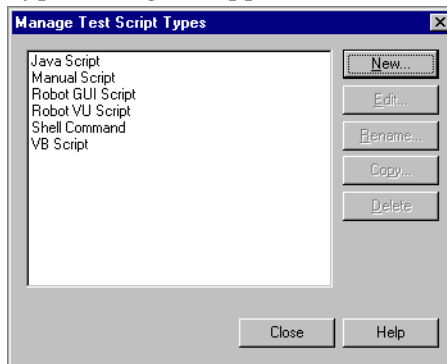 Manage Test Script Types
Java Script
Manual Script
Robot GUI Script
Robot VU Script
Shell Command
VB Script
New...
Edit...
Rename...
Copy...
Delete
Close
Help